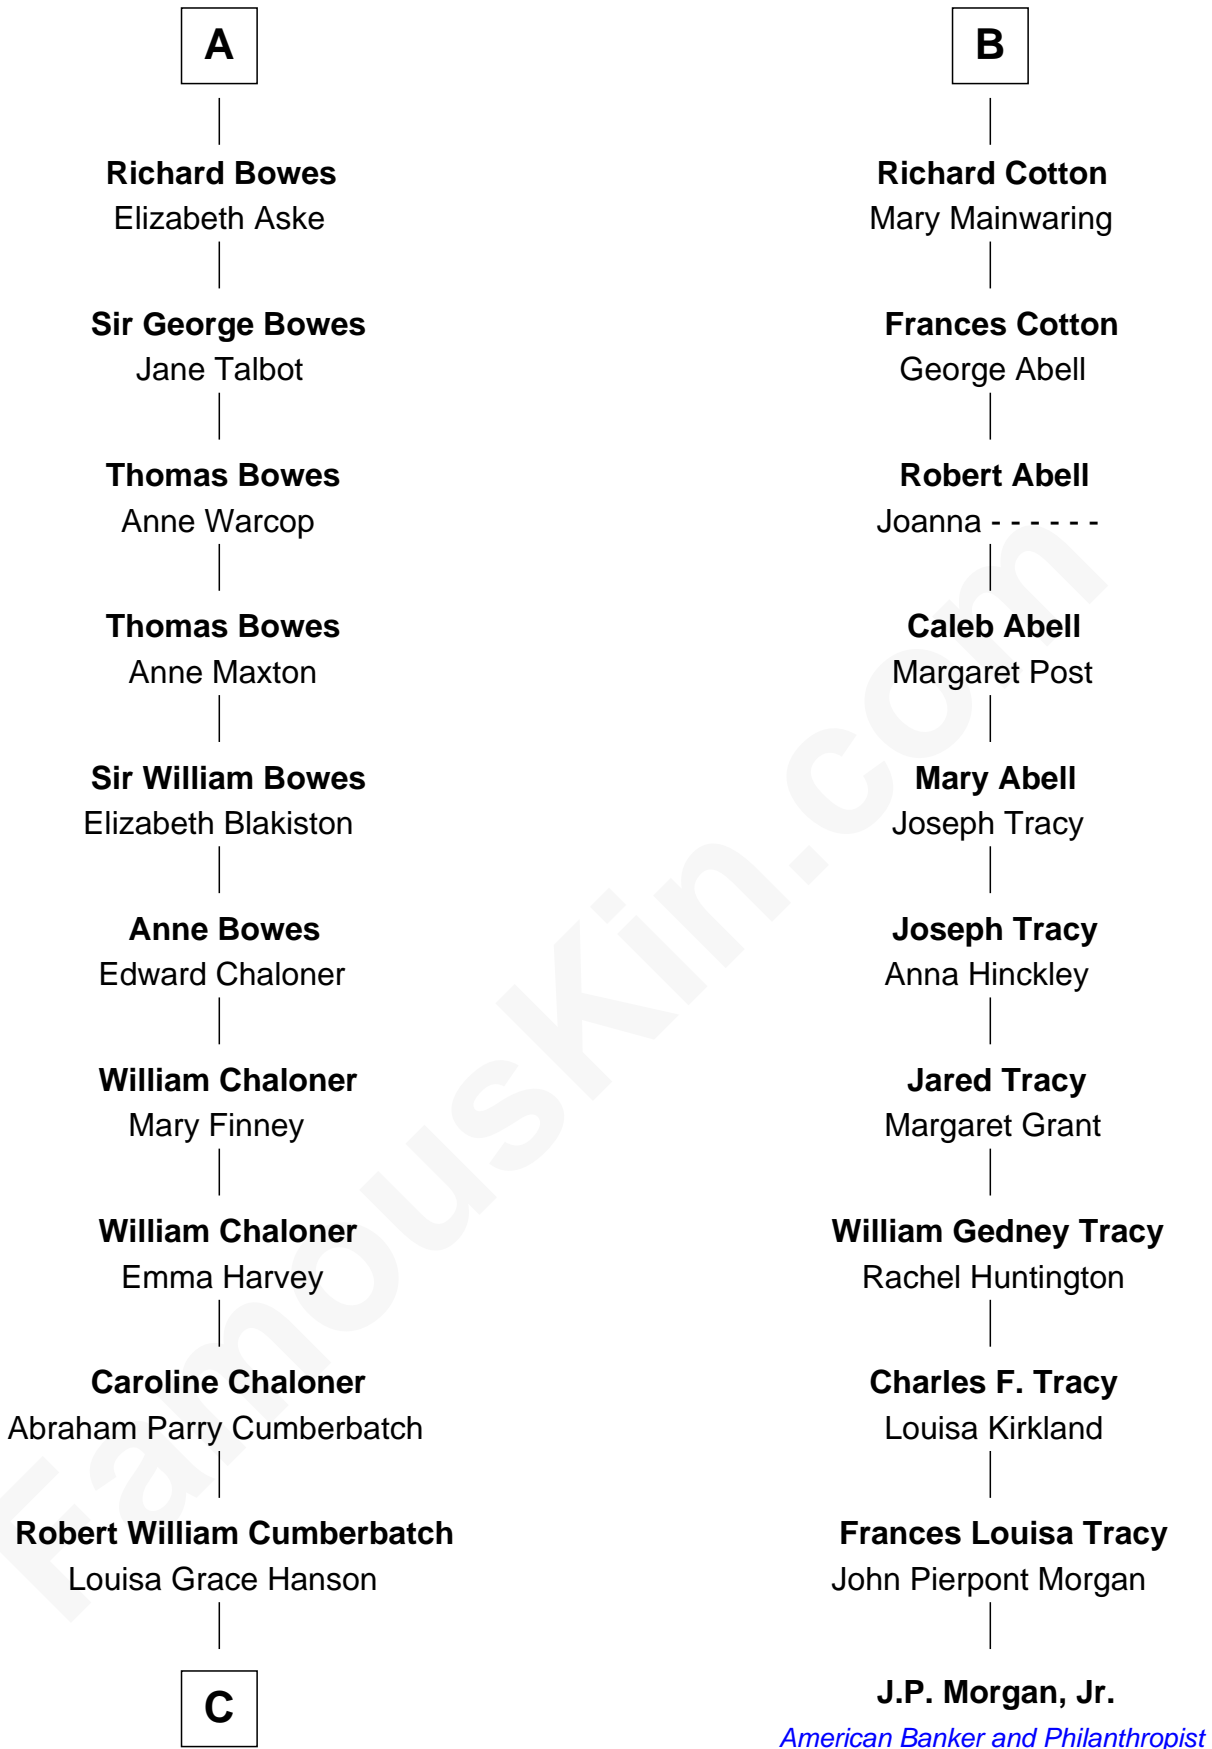 A
Richard Bowes
Elizabeth Aske
Sir George Bowes
Jane Talbot
Thomas Bowes
Anne Warcop
Thomas Bowes
Anne Maxton
Sir William Bowes
Elizabeth Blakiston
Anne Bowes
Edward Chaloner
William Chaloner
Mary Finney
William Chaloner
Emma Harvey
Caroline Chaloner
Abraham Parry Cumberbatch
Robert William Cumberbatch
Louisa Grace Hanson
C
B
Richard Cotton
Mary Mainwaring
Frances Cotton
George Abell
Robert Abell
Joanna - - - - - -
Caleb Abell
Margaret Post
Mary Abell
Joseph Tracy
Joseph Tracy
Anna Hinckley
Jared Tracy
Margaret Grant
William Gedney Tracy
Rachel Huntington
Charles F. Tracy
Louisa Kirkland
Frances Louisa Tracy
John Pierpont Morgan
J.P. Morgan, Jr.
American Banker and Philanthropist
FamousKin.com